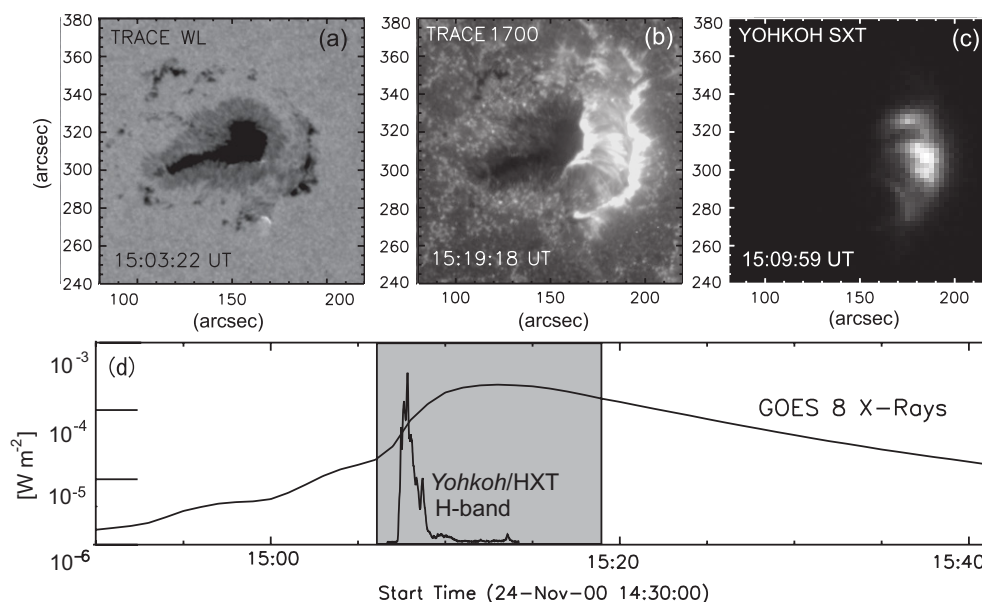 TRACE WL (a)
TRACE 1700 (b)
YOHKOH SXT (c)
380 360 340 320 300 280 260 240
380 360 340 320 300 280 260 240
380 360 340 320 300 280 260 240
(arcsec)
15:03:22 UT
15:19:18 UT
15:09:59 UT
100 150 200
100 150 200
100 150 200
(arcsec)
(arcsec)
(arcsec)
(d)
10-3
10-4
10-5
10-6
[W m-2]
GOES 8 X-Rays
Yohkoh/HXT
H-band
15:00 15:20 15:40
Start Time (24-Nov-00 14:30:00)